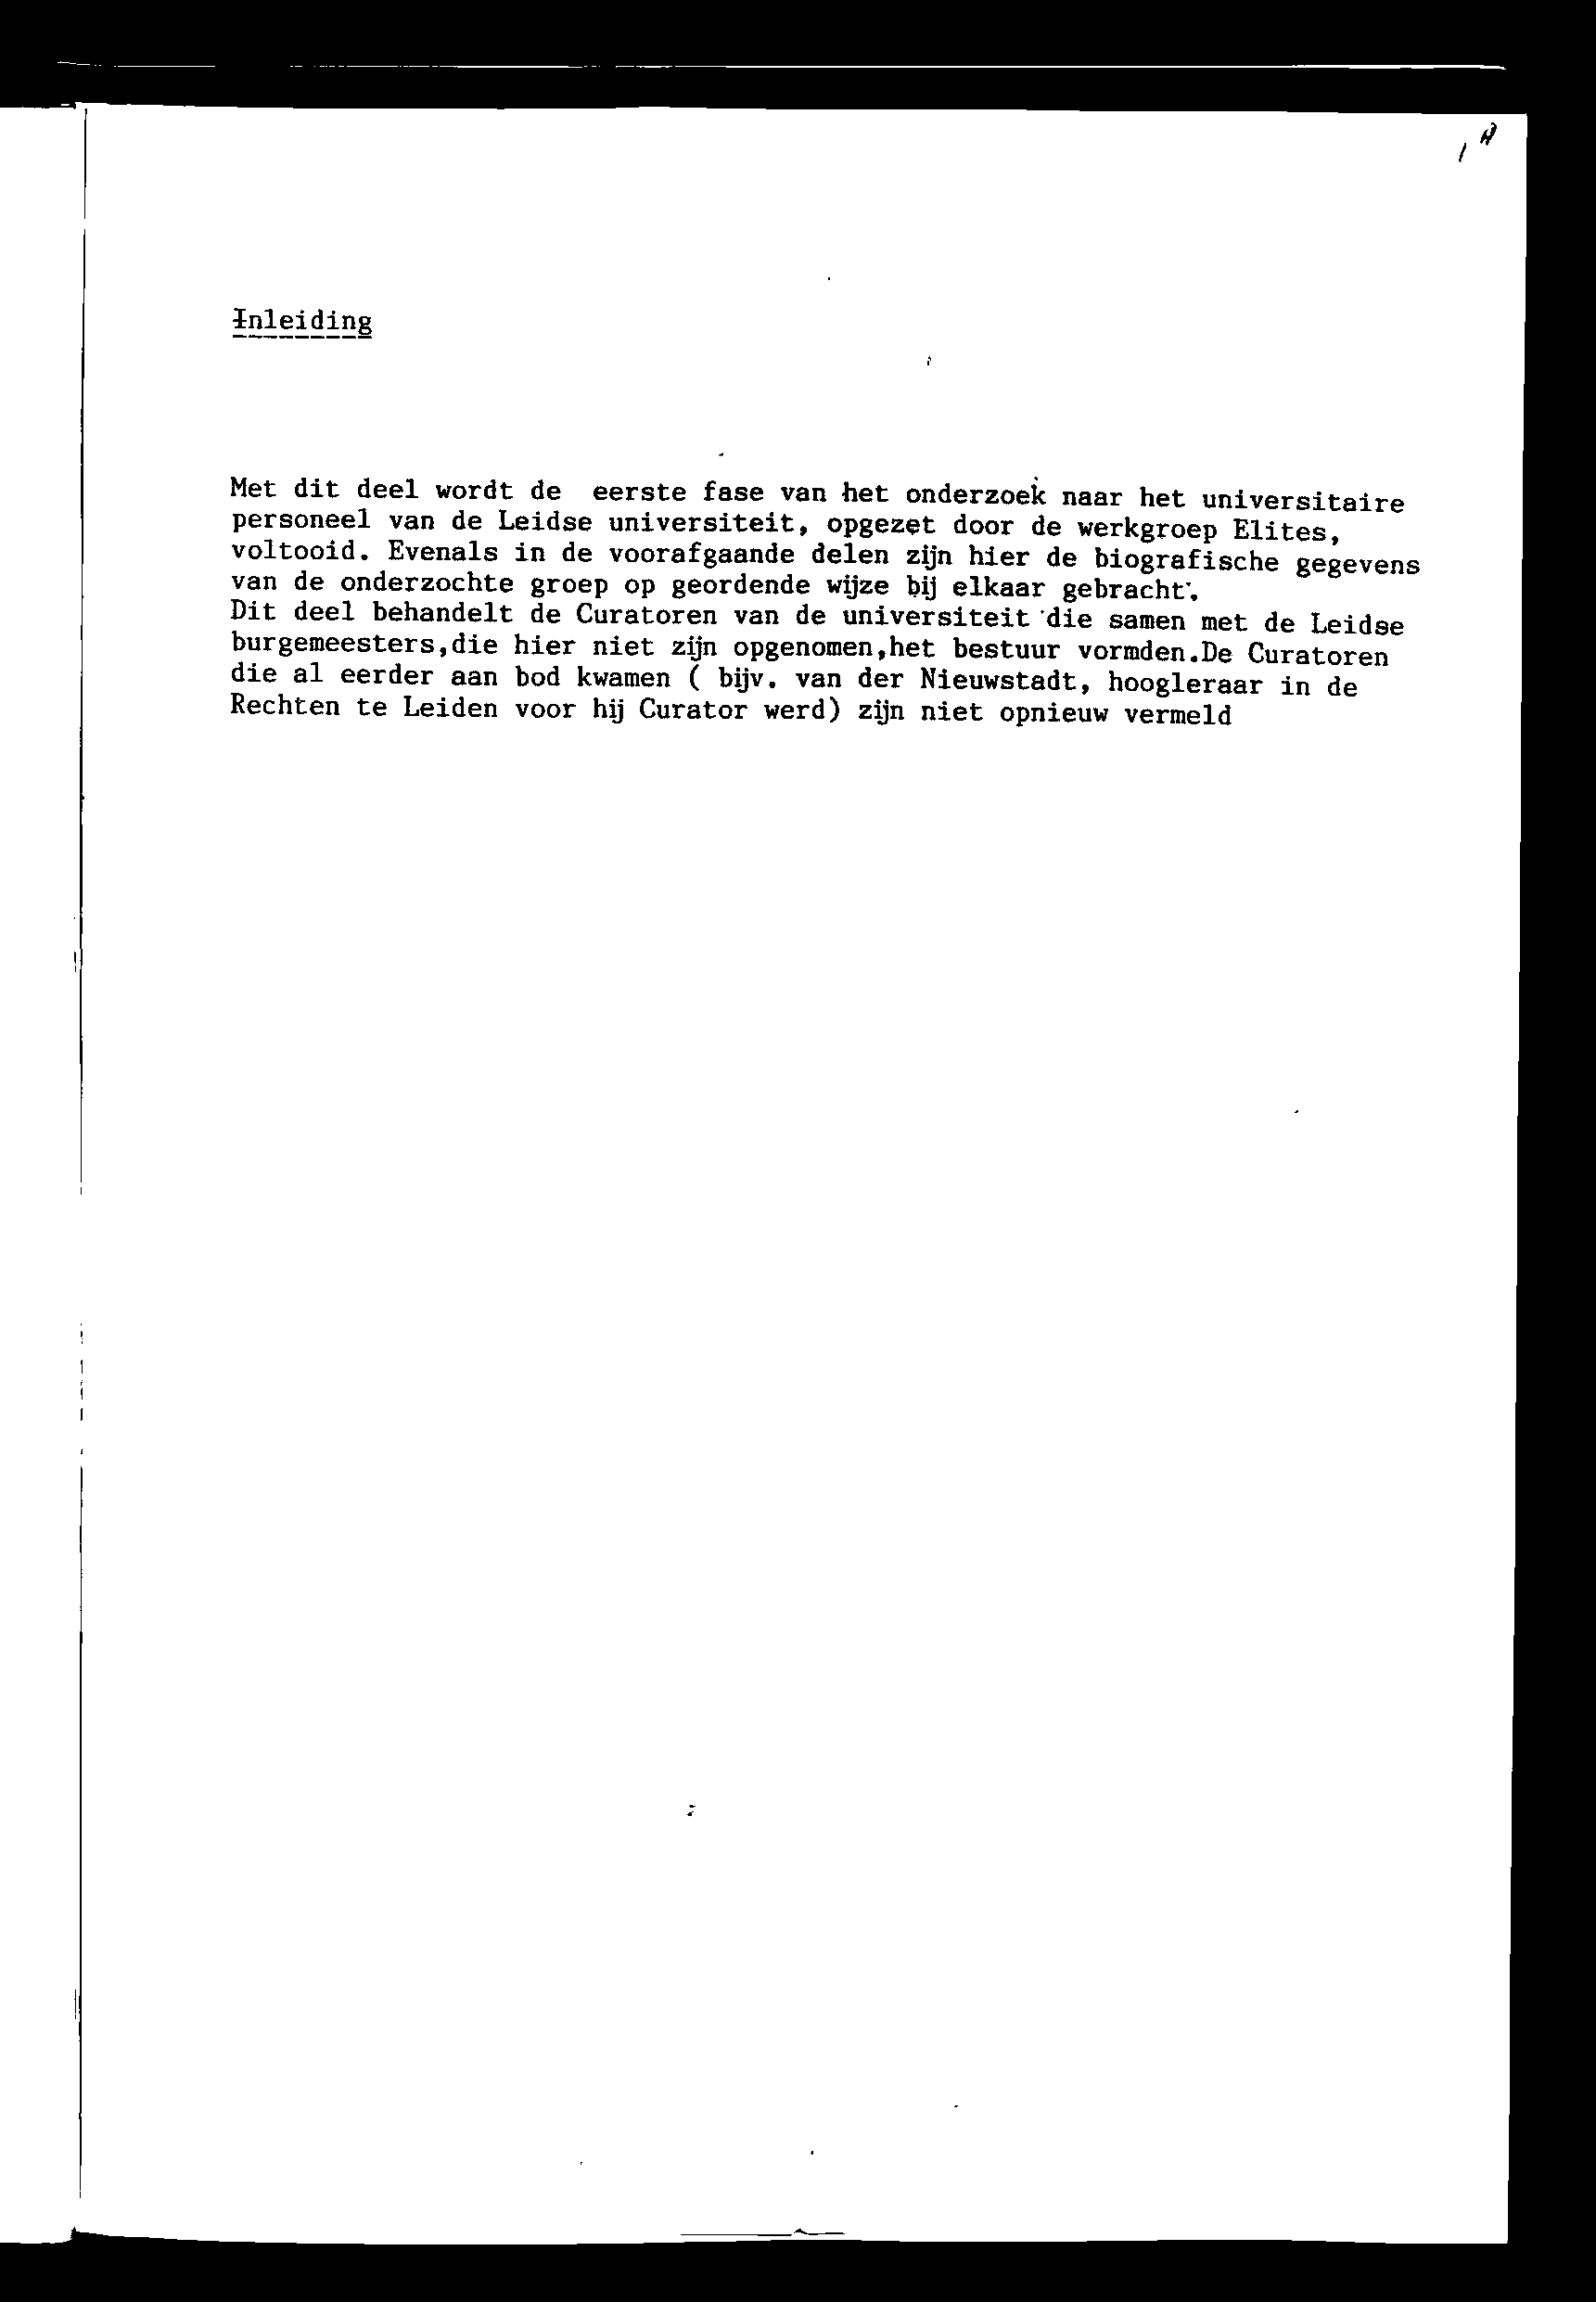 Inleiding
Met dit deel wordt de eerste fase van het onderzoek naar het universitaire
personeel van de Leidse universiteit, opgezet door de werkgroep Elites,
voltooid. Evenals in de voorafgaande delen zijn hier de biografische gegevens
van de onderzochte groep op geordende wijze bij elkaar gebracht.
Dit deel behandelt de Curatoren van de universiteit die samen met de Leidse
burgemeesters,die hier niet zijn opgenomen,het bestuur vormden.De Curatoren
die al eerder aan bod kwamen ( bijv. van der Nieuwstadt, hoogleraar in de
Rechten te Leiden voor hij Curator werd) zijn niet opnieuw vermeld